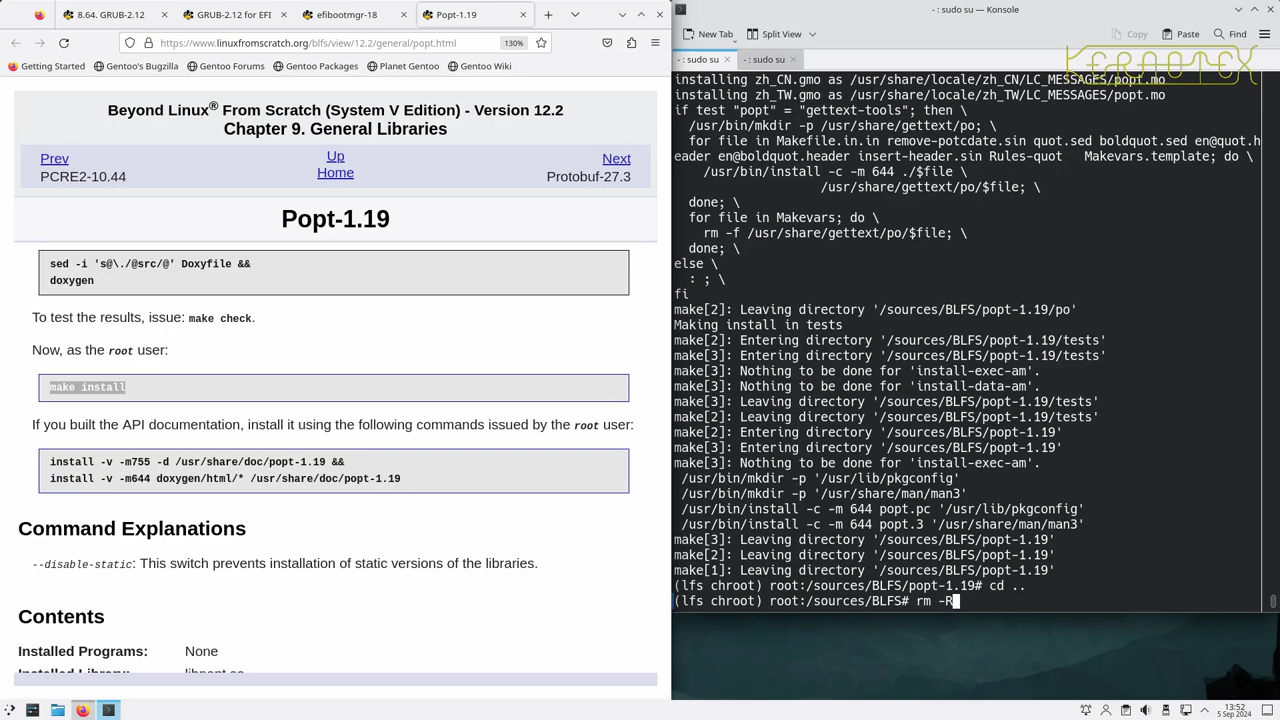 8.64. GRUB-2.12
GRUB-2.12 for EFI
efibootmgr-18
Popt-1.19
https://www.linuxfromscratch.org/blfs/view/12.2/general/popt.html
130%
Getting Started
Gentoo's Bugzilla
Gentoo Forums
Gentoo Packages
Planet Gentoo
Gentoo Wiki
Beyond Linux® From Scratch (System V Edition) - Version 12.2
Chapter 9. General Libraries
Prev
Up
Next
PCRE2-10.44
Home
Protobuf-27.3
Popt-1.19
sed -i 's@\./@src/@' Doxyfile &&
doxygen
To test the results, issue: make check.
Now, as the root user:
make install
If you built the API documentation, install it using the following commands issued by the root user:
install -v -m755 -d /usr/share/doc/popt-1.19 &&
install -v -m644 doxygen/html/* /usr/share/doc/popt-1.19
Command Explanations
--disable-static: This switch prevents installation of static versions of the libraries.
Contents
Installed Programs: None
Installed Library: libpopt.so
- : sudo su — Konsole
New Tab
Split View
Copy
Paste
Find
- : sudo su
- : sudo su
KERNOTEX
installing zh_CN.gmo as /usr/share/locale/zh_CN/LC_MESSAGES/popt.mo
installing zh_TW.gmo as /usr/share/locale/zh_TW/LC_MESSAGES/popt.mo
if test "popt" = "gettext-tools"; then \
/usr/bin/mkdir -p /usr/share/gettext/po; \
for file in Makefile.in.in remove-potcdate.sin quot.sed boldquot.sed en@quot.h
eader en@boldquot.header insert-header.sin Rules-quot Makevars.template; do \
/usr/bin/install -c -m 644 ./$file \
/usr/share/gettext/po/$file; \
done; \
for file in Makevars; do \
rm -f /usr/share/gettext/po/$file; \
done; \
else \
: ; \
fi
make[2]: Leaving directory '/sources/BLFS/popt-1.19/po'
Making install in tests
make[2]: Entering directory '/sources/BLFS/popt-1.19/tests'
make[3]: Entering directory '/sources/BLFS/popt-1.19/tests'
make[3]: Nothing to be done for 'install-exec-am'.
make[3]: Nothing to be done for 'install-data-am'.
make[3]: Leaving directory '/sources/BLFS/popt-1.19/tests'
make[2]: Leaving directory '/sources/BLFS/popt-1.19/tests'
make[2]: Entering directory '/sources/BLFS/popt-1.19'
make[3]: Entering directory '/sources/BLFS/popt-1.19'
make[3]: Nothing to be done for 'install-exec-am'.
/usr/bin/mkdir -p '/usr/lib/pkgconfig'
/usr/bin/mkdir -p '/usr/share/man/man3'
/usr/bin/install -c -m 644 popt.pc '/usr/lib/pkgconfig'
/usr/bin/install -c -m 644 popt.3 '/usr/share/man/man3'
make[3]: Leaving directory '/sources/BLFS/popt-1.19'
make[2]: Leaving directory '/sources/BLFS/popt-1.19'
make[1]: Leaving directory '/sources/BLFS/popt-1.19'
(lfs chroot) root:/sources/BLFS/popt-1.19# cd ..
(lfs chroot) root:/sources/BLFS# rm -R
13:52
5 Sep 2024